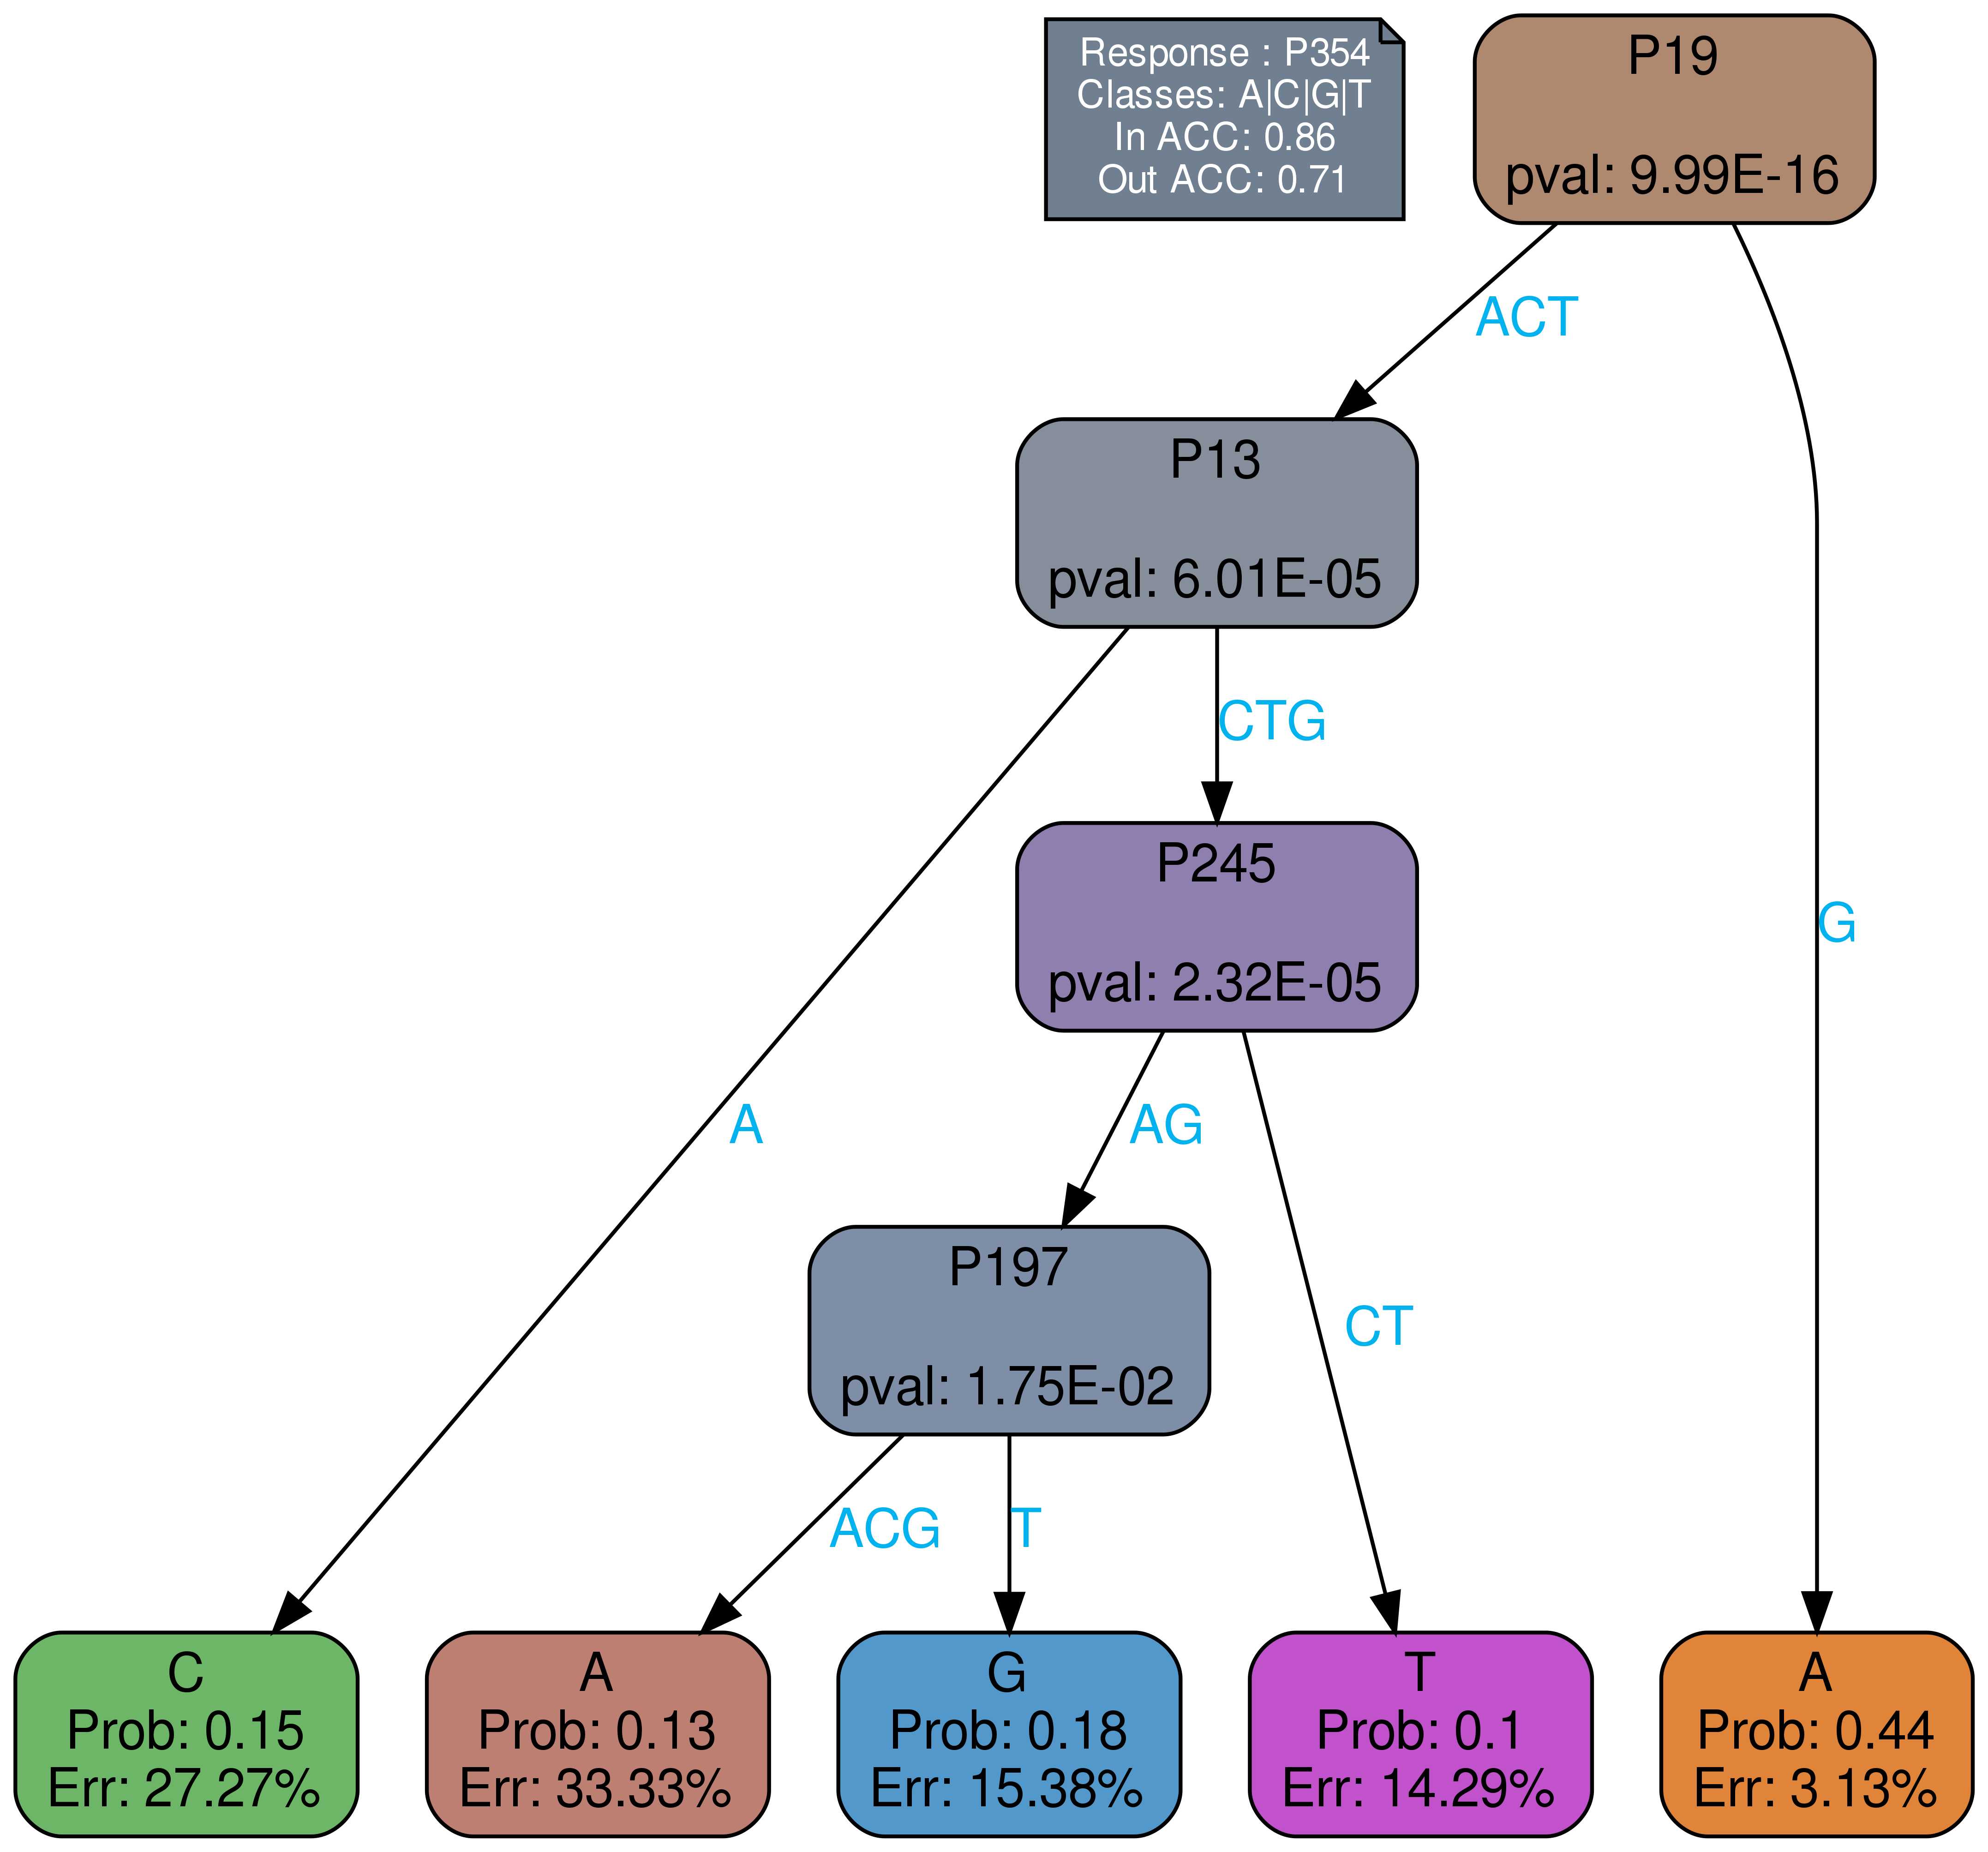 Response : P354
Classes: A|C|G|T
In ACC: 0.86
Out ACC: 0.71
P19
pval: 9.99E-16
ACT
P13
pval: 6.01E-05
CTG
P245
pval: 2.32E-05
G
A
AG
P197
pval: 1.75E-02
CT
ACG
T
C
Prob: 0.15
Err: 27.27%
A
Prob: 0.13
Err: 33.33%
G
Prob: 0.18
Err: 15.38%
T
Prob: 0.1
Err: 14.29%
A
Prob: 0.44
Err: 3.13%